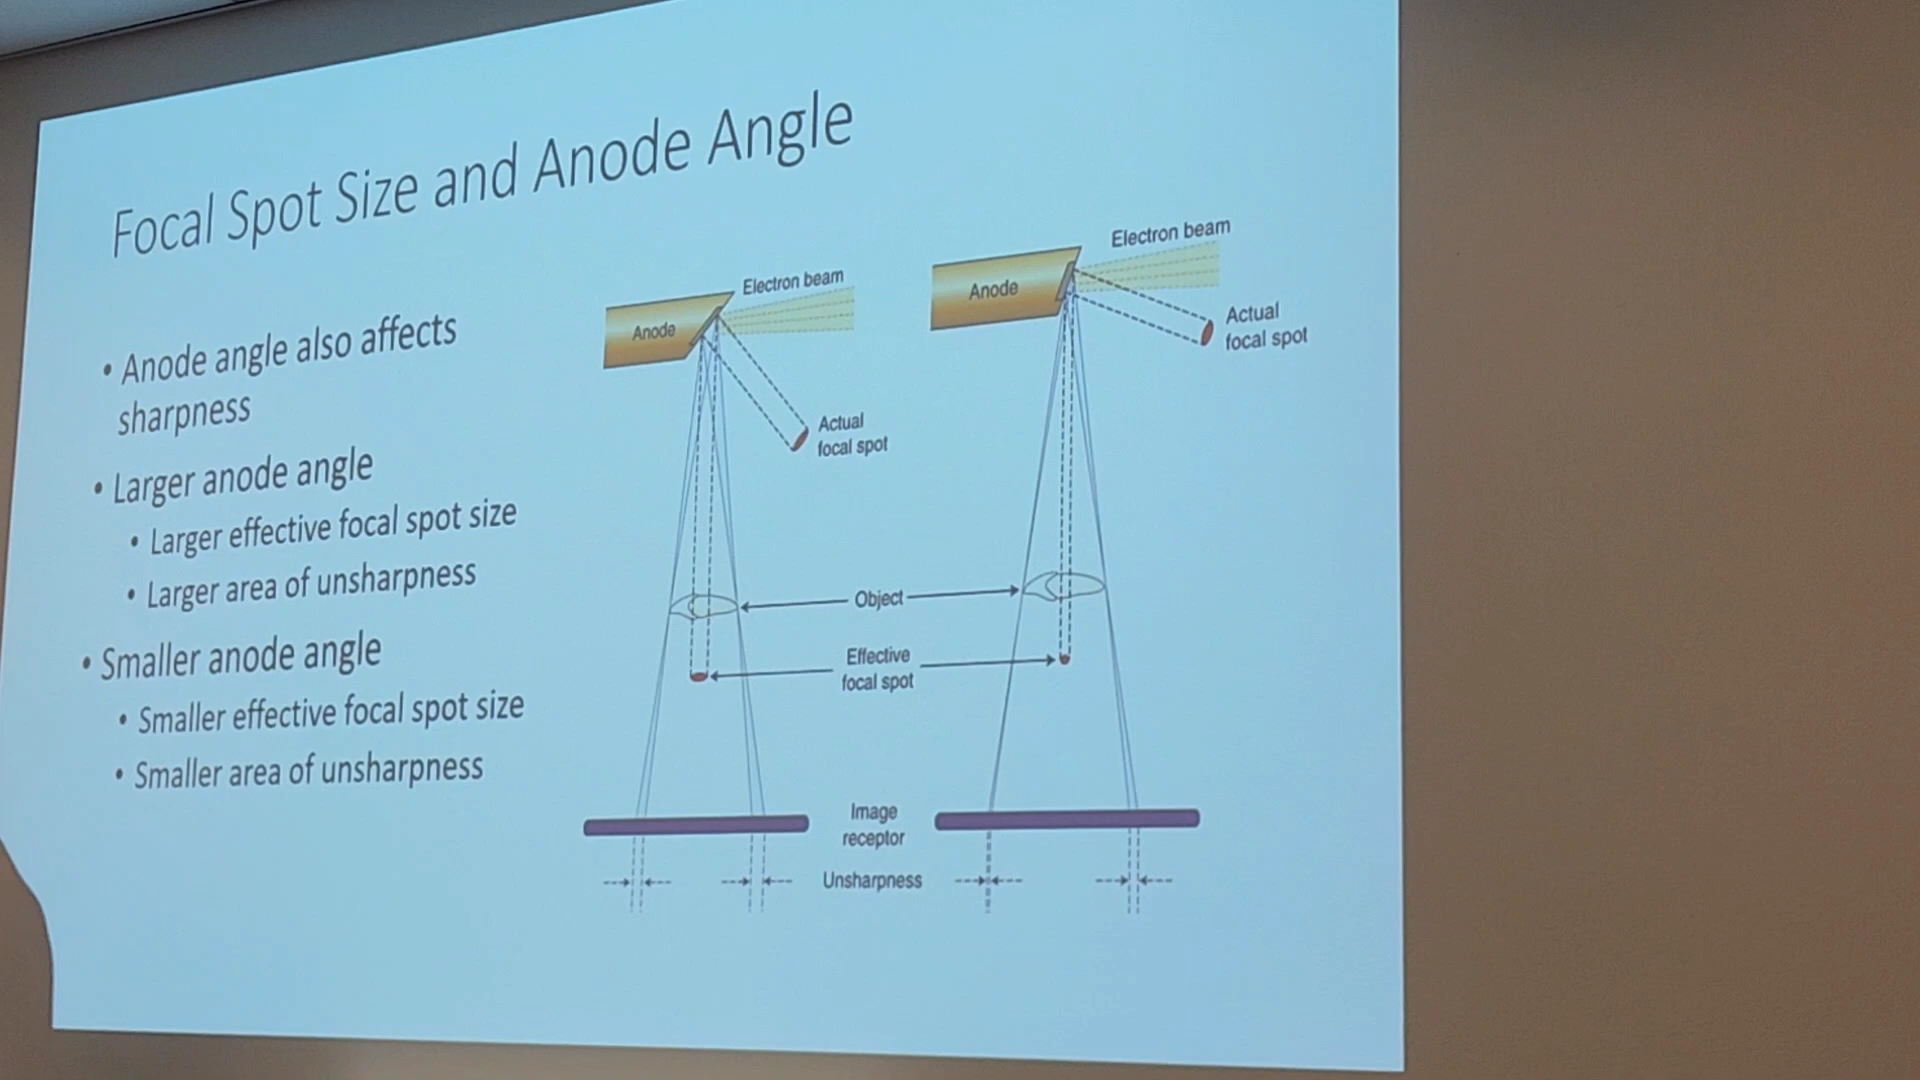 Focal Spot Size and Anode Angle
• Anode angle also affects
sharpness
• Larger anode angle
• Larger effective focal spot size
• Larger area of unsharpness
• Smaller anode angle
• Smaller effective focal spot size
• Smaller area of unsharpness
Electron beam
Anode
Actual
focal spot
Electron beam
Anode
Actual
focal spot
Object
Effective
focal spot
Image
receptor
Unsharpness